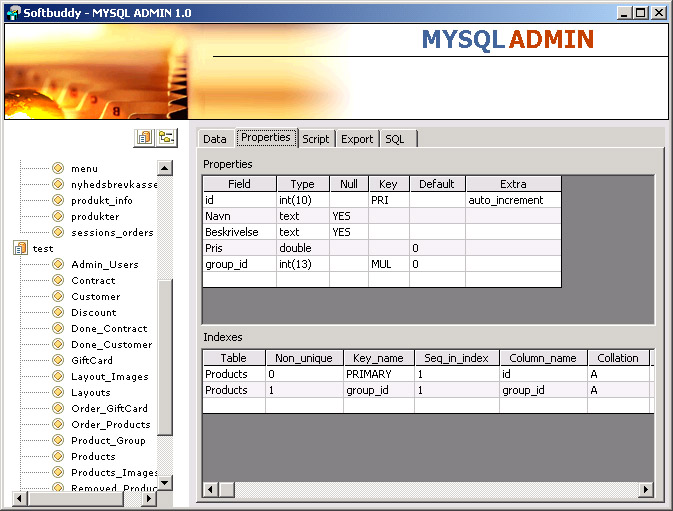 Softbuddy - MYSQL ADMIN 1.0
MYSQL ADMIN
menu
nyhedsbrevkasse
produkt_info
produkter
sessions_orders
test
Admin_Users
Contract
Customer
Discount
Done_Contract
Done_Customer
GiftCard
Layout_Images
Layouts
Order_GiftCard
Order_Products
Product_Group
Products
Products_Images
Removed_Produc
Data Properties Script Export SQL
Properties
Field Type Null Key Default Extra
id int(10) PRI auto_increment
Navn text YES
Beskrivelse text YES
Pris double 0
group_id int(13) MUL 0
Indexes
Table Non_unique Key_name Seq_in_index Column_name Collation
Products 0 PRIMARY 1 id A
Products 1 group_id 1 group_id A